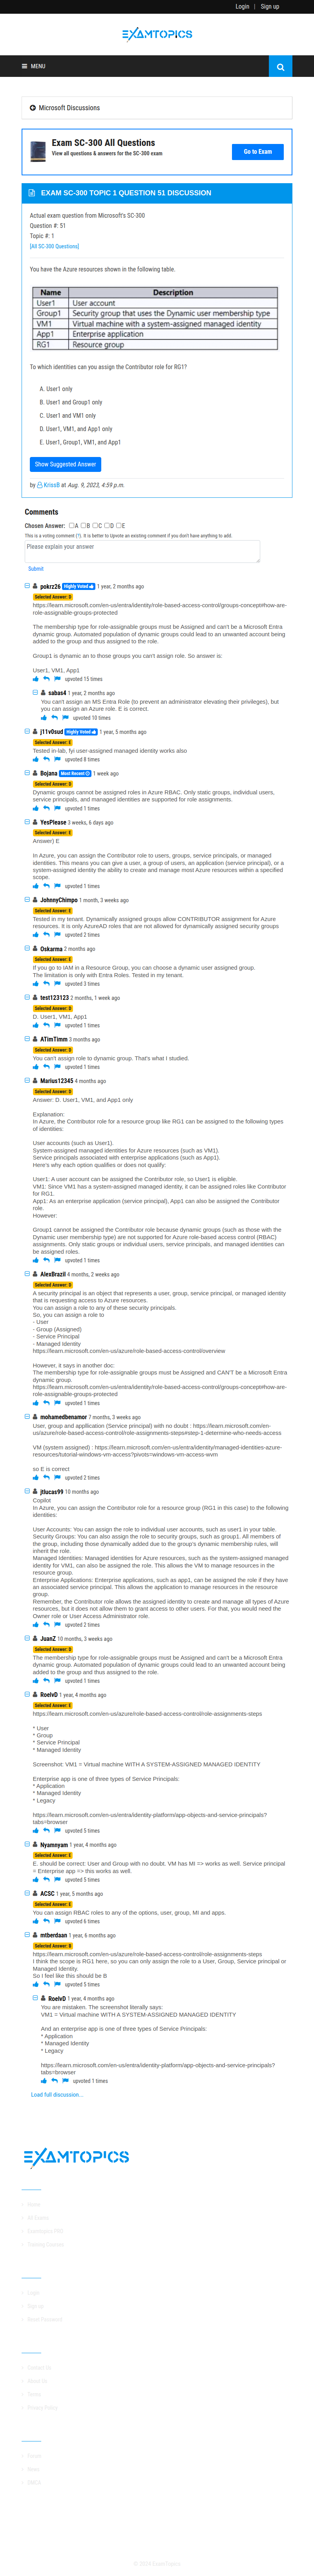 Login | Sign up
EXAMTOPICS
MENU
Microsoft Discussions
Exam SC-300 All Questions
View all questions & answers for the SC-300 exam
Go to Exam
EXAM SC-300 TOPIC 1 QUESTION 51 DISCUSSION
Actual exam question from Microsoft's SC-300
Question #: 51
Topic #: 1
[All SC-300 Questions]
You have the Azure resources shown in the following table.
Name Description
User1 User account
Group1 Security group that uses the Dynamic user membership type
VM1 Virtual machine with a system-assigned managed identity
App1 Enterprise application
RG1 Resource group
To which identities can you assign the Contributor role for RG1?
A. User1 only
B. User1 and Group1 only
C. User1 and VM1 only
D. User1, VM1, and App1 only
E. User1, Group1, VM1, and App1
Show Suggested Answer
by KrissB at Aug. 9, 2023, 4:59 p.m.
Comments
Chosen Answer: A B C D E
This is a voting comment (?). It is better to Upvote an existing comment if you don't have anything to add.
Please explain your answer
Submit
pokrz26 Highly Voted 1 year, 2 months ago
Selected Answer: D
https://learn.microsoft.com/en-us/entra/identity/role-based-access-control/groups-concept#how-are-role-assignable-groups-protected
The membership type for role-assignable groups must be Assigned and can't be a Microsoft Entra dynamic group. Automated population of dynamic groups could lead to an unwanted account being added to the group and thus assigned to the role.
Group1 is dynamic an to those groups you can't assign role. So answer is:
User1, VM1, App1
upvoted 15 times
sabas4 1 year, 2 months ago
You can't assign an MS Entra Role (to prevent an administrator elevating their privileges), but you can assign an Azure role. E is correct.
upvoted 10 times
j11v0sud Highly Voted 1 year, 5 months ago
Selected Answer: E
Tested in-lab, fyi user-assigned managed identity works also
upvoted 8 times
Bojana Most Recent 1 week ago
Selected Answer: D
Dynamic groups cannot be assigned roles in Azure RBAC. Only static groups, individual users, service principals, and managed identities are supported for role assignments.
upvoted 1 times
YesPlease 3 weeks, 6 days ago
Selected Answer: E
Answer) E
In Azure, you can assign the Contributor role to users, groups, service principals, or managed identities. This means you can give a user, a group of users, an application (service principal), or a system-assigned identity the ability to create and manage most Azure resources within a specified scope.
upvoted 1 times
JohnnyChimpo 1 month, 3 weeks ago
Selected Answer: E
Tested in my tenant. Dynamically assigned groups allow CONTRIBUTOR assignment for Azure resources. It is only AzureAD roles that are not allowed for dynamically assigned security groups
upvoted 2 times
Oskarma 2 months ago
Selected Answer: E
If you go to IAM in a Resource Group, you can choose a dynamic user assigned group.
The limitation is only with Entra Roles. Tested in my tenant.
upvoted 3 times
test123123 2 months, 1 week ago
Selected Answer: D
D. User1, VM1, App1
upvoted 1 times
ATimTimm 3 months ago
Selected Answer: D
You can't assign role to dynamic group. That's what I studied.
upvoted 1 times
Marius12345 4 months ago
Selected Answer: D
Answer: D. User1, VM1, and App1 only
Explanation:
In Azure, the Contributor role for a resource group like RG1 can be assigned to the following types of identities:
User accounts (such as User1).
System-assigned managed identities for Azure resources (such as VM1).
Service principals associated with enterprise applications (such as App1).
Here's why each option qualifies or does not qualify:
User1: A user account can be assigned the Contributor role, so User1 is eligible.
VM1: Since VM1 has a system-assigned managed identity, it can be assigned roles like Contributor for RG1.
App1: As an enterprise application (service principal), App1 can also be assigned the Contributor role.
However:
Group1 cannot be assigned the Contributor role because dynamic groups (such as those with the Dynamic user membership type) are not supported for Azure role-based access control (RBAC) assignments. Only static groups or individual users, service principals, and managed identities can be assigned roles.
upvoted 1 times
AlexBrazil 4 months, 2 weeks ago
Selected Answer: D
A security principal is an object that represents a user, group, service principal, or managed identity that is requesting access to Azure resources.
You can assign a role to any of these security principals.
So, you can assign a role to
- User
- Group (Assigned)
- Service Principal
- Managed Identity
https://learn.microsoft.com/en-us/azure/role-based-access-control/overview
However, it says in another doc:
The membership type for role-assignable groups must be Assigned and CAN'T be a Microsoft Entra dynamic group.
https://learn.microsoft.com/en-us/entra/identity/role-based-access-control/groups-concept#how-are-role-assignable-groups-protected
upvoted 1 times
mohamedbenamor 7 months, 3 weeks ago
User, group and application (Service principal) with no doubt : https://learn.microsoft.com/en-us/azure/role-based-access-control/role-assignments-steps#step-1-determine-who-needs-access
VM (system assigned) : https://learn.microsoft.com/en-us/entra/identity/managed-identities-azure-resources/tutorial-windows-vm-access?pivots=windows-vm-access-wvm
so E is correct
upvoted 2 times
jtlucas99 10 months ago
Copilot
In Azure, you can assign the Contributor role for a resource group (RG1 in this case) to the following identities:
User Accounts: You can assign the role to individual user accounts, such as user1 in your table.
Security Groups: You can also assign the role to security groups, such as group1. All members of the group, including those dynamically added due to the group's dynamic membership rules, will inherit the role.
Managed Identities: Managed Identities for Azure resources, such as the system-assigned managed identity for VM1, can also be assigned the role. This allows the VM to manage resources in the resource group.
Enterprise Applications: Enterprise applications, such as app1, can be assigned the role if they have an associated service principal. This allows the application to manage resources in the resource group.
Remember, the Contributor role allows the assigned identity to create and manage all types of Azure resources, but it does not allow them to grant access to other users. For that, you would need the Owner role or User Access Administrator role.
upvoted 2 times
JuanZ 10 months, 3 weeks ago
Selected Answer: D
The membership type for role-assignable groups must be Assigned and can't be a Microsoft Entra dynamic group. Automated population of dynamic groups could lead to an unwanted account being added to the group and thus assigned to the role.
upvoted 1 times
RoelvD 1 year, 4 months ago
Selected Answer: E
https://learn.microsoft.com/en-us/azure/role-based-access-control/role-assignments-steps
* User
* Group
* Service Principal
* Managed Identity
Screenshot: VM1 = Virtual machine WITH A SYSTEM-ASSIGNED MANAGED IDENTITY
Enterprise app is one of three types of Service Principals:
* Application
* Managed Identity
* Legacy
https://learn.microsoft.com/en-us/entra/identity-platform/app-objects-and-service-principals?tabs=browser
upvoted 5 times
Nyamnyam 1 year, 4 months ago
Selected Answer: E
E. should be correct: User and Group with no doubt. VM has MI => works as well. Service principal = Enterprise app => this works as well.
upvoted 5 times
ACSC 1 year, 5 months ago
Selected Answer: E
You can assign RBAC roles to any of the options, user, group, MI and apps.
upvoted 6 times
mtberdaan 1 year, 6 months ago
Selected Answer: B
https://learn.microsoft.com/en-us/azure/role-based-access-control/role-assignments-steps
I think the scope is RG1 here, so you can only assign the role to a User, Group, Service principal or Managed Identity.
So I feel like this should be B
upvoted 5 times
RoelvD 1 year, 4 months ago
You are mistaken. The screenshot literally says:
VM1 = Virtual machine WITH A SYSTEM-ASSIGNED MANAGED IDENTITY
And an enterprise app is one of three types of Service Principals:
* Application
* Managed Identity
* Legacy
https://learn.microsoft.com/en-us/entra/identity-platform/app-objects-and-service-principals?tabs=browser
upvoted 1 times
Load full discussion...
EXAMTOPICS